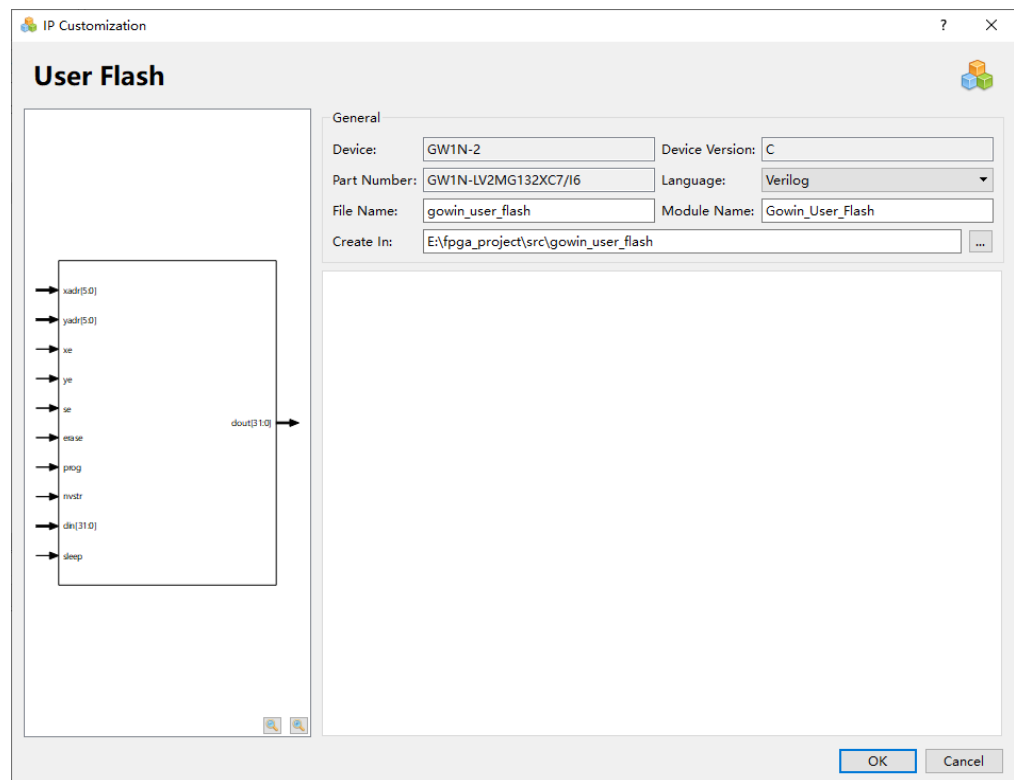 IP Customization
?
User Flash
General
Device: GW1N-2 Device Version: C
Part Number: GW1N-LV2MG132XC7/I6 Language: Verilog
File Name: gowin_user_flash Module Name: Gowin_User_Flash
Create In: E:\fpga_project\src\gowin_user_flash ...
xadr[5:0]
yadr[5:0]
xe
ye
se
dout[31:0]
erase
prog
nvstr
din[31:0]
sleep
OK Cancel